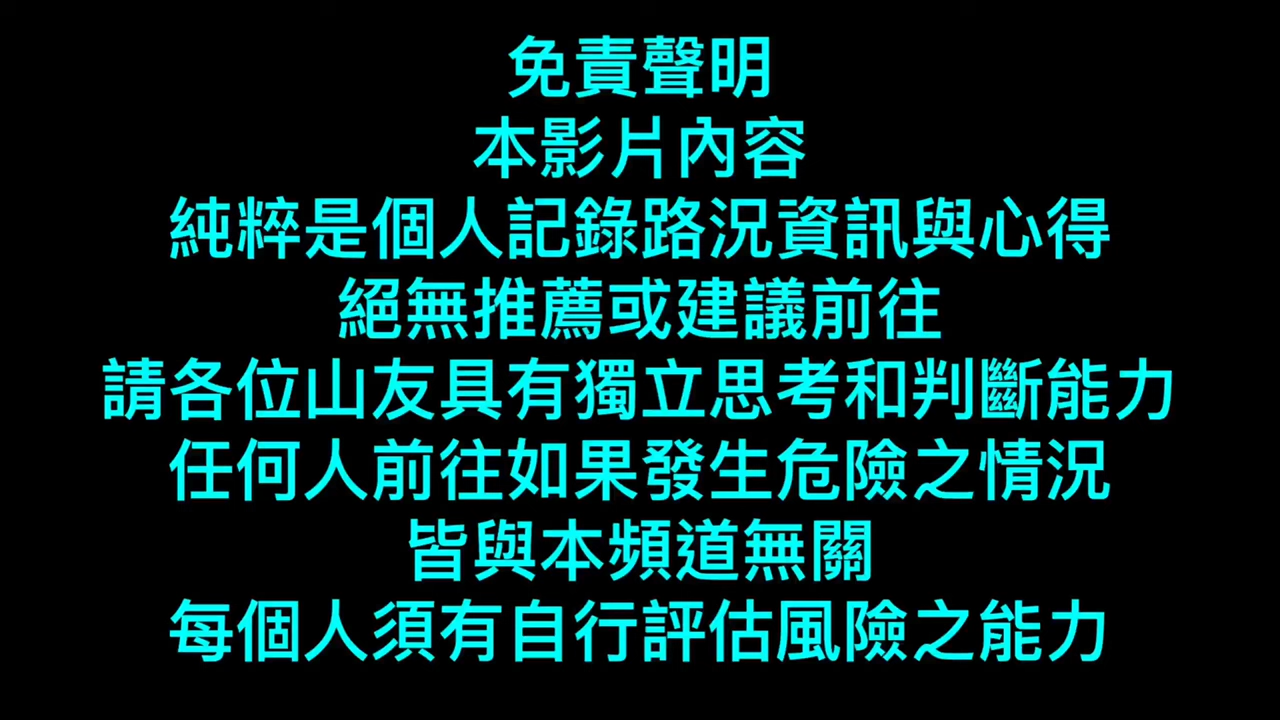 免責聲明
本影片內容
純粹是個人記錄路況資訊與心得
絕無推薦或建議前往
請各位山友具有獨立思考和判斷能力
任何人前往如果發生危險之情況
皆與本頻道無關
每個人須有自行評估風險之能力